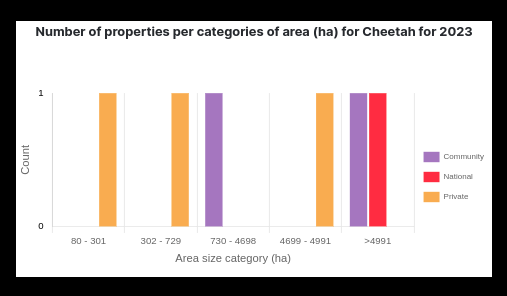 Number of properties per categories of area (ha) for Cheetah for 2023
1
Count
0
80 - 301
302 - 729
730 - 4698
4699 - 4991
>4991
Area size category (ha)
Community
National
Private